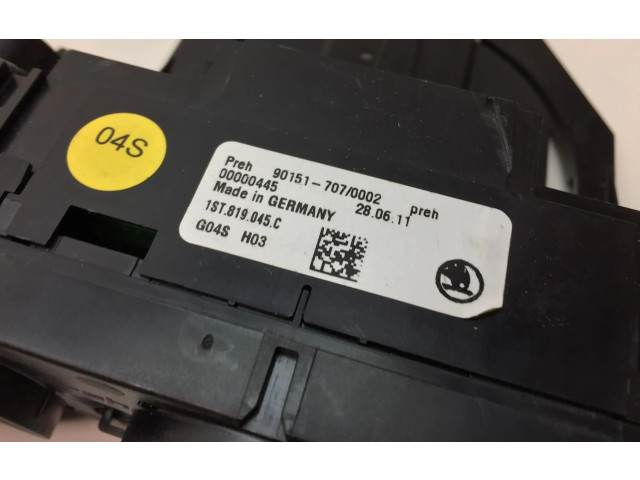 04S
Preh 90151-707/0002 preh
00000445
Made in GERMANY 28.06.11
1ST.819.045.C
G04S H03